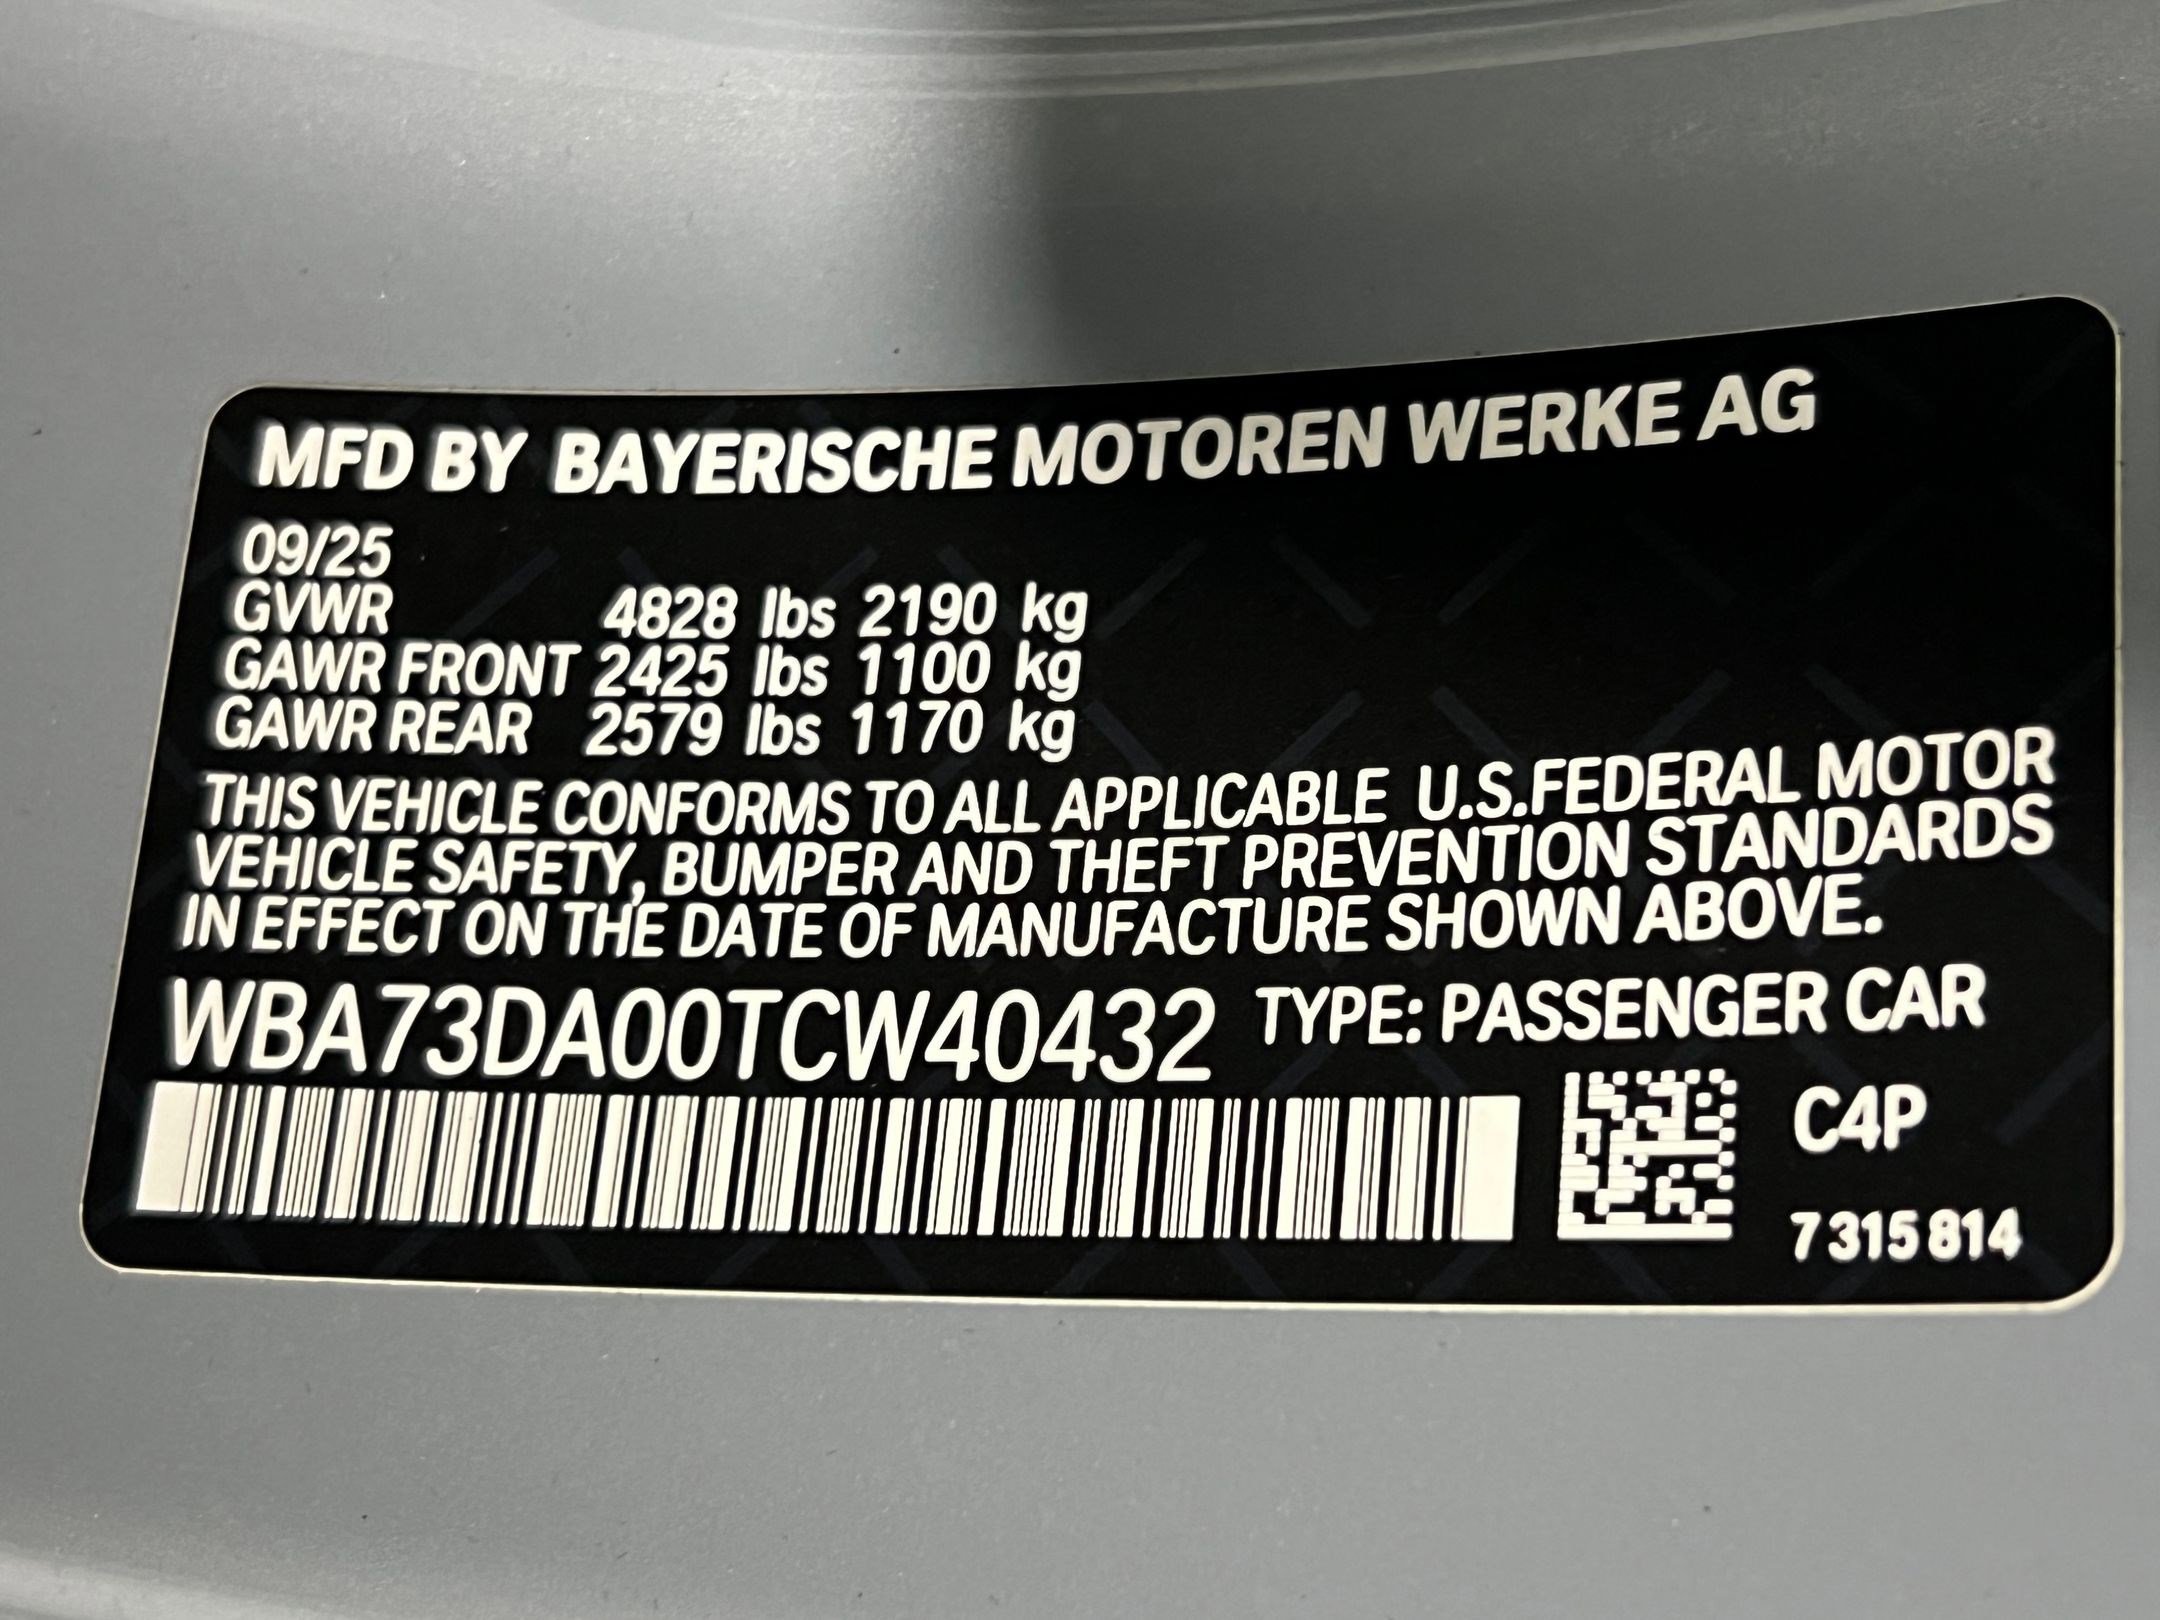 MFD BY BAYERISCHE MOTOREN WERKE AG
09/25
GVWR 4828 lbs 2190 kg
GAWR FRONT 2425 lbs 1100 kg
GAWR REAR 2579 lbs 1170 kg
THIS VEHICLE CONFORMS TO ALL APPLICABLE U.S.FEDERAL MOTOR
VEHICLE SAFETY, BUMPER AND THEFT PREVENTION STANDARDS
IN EFFECT ON THE DATE OF MANUFACTURE SHOWN ABOVE.
WBA73DA00TCW40432 TYPE: PASSENGER CAR
C4P
7 315 814